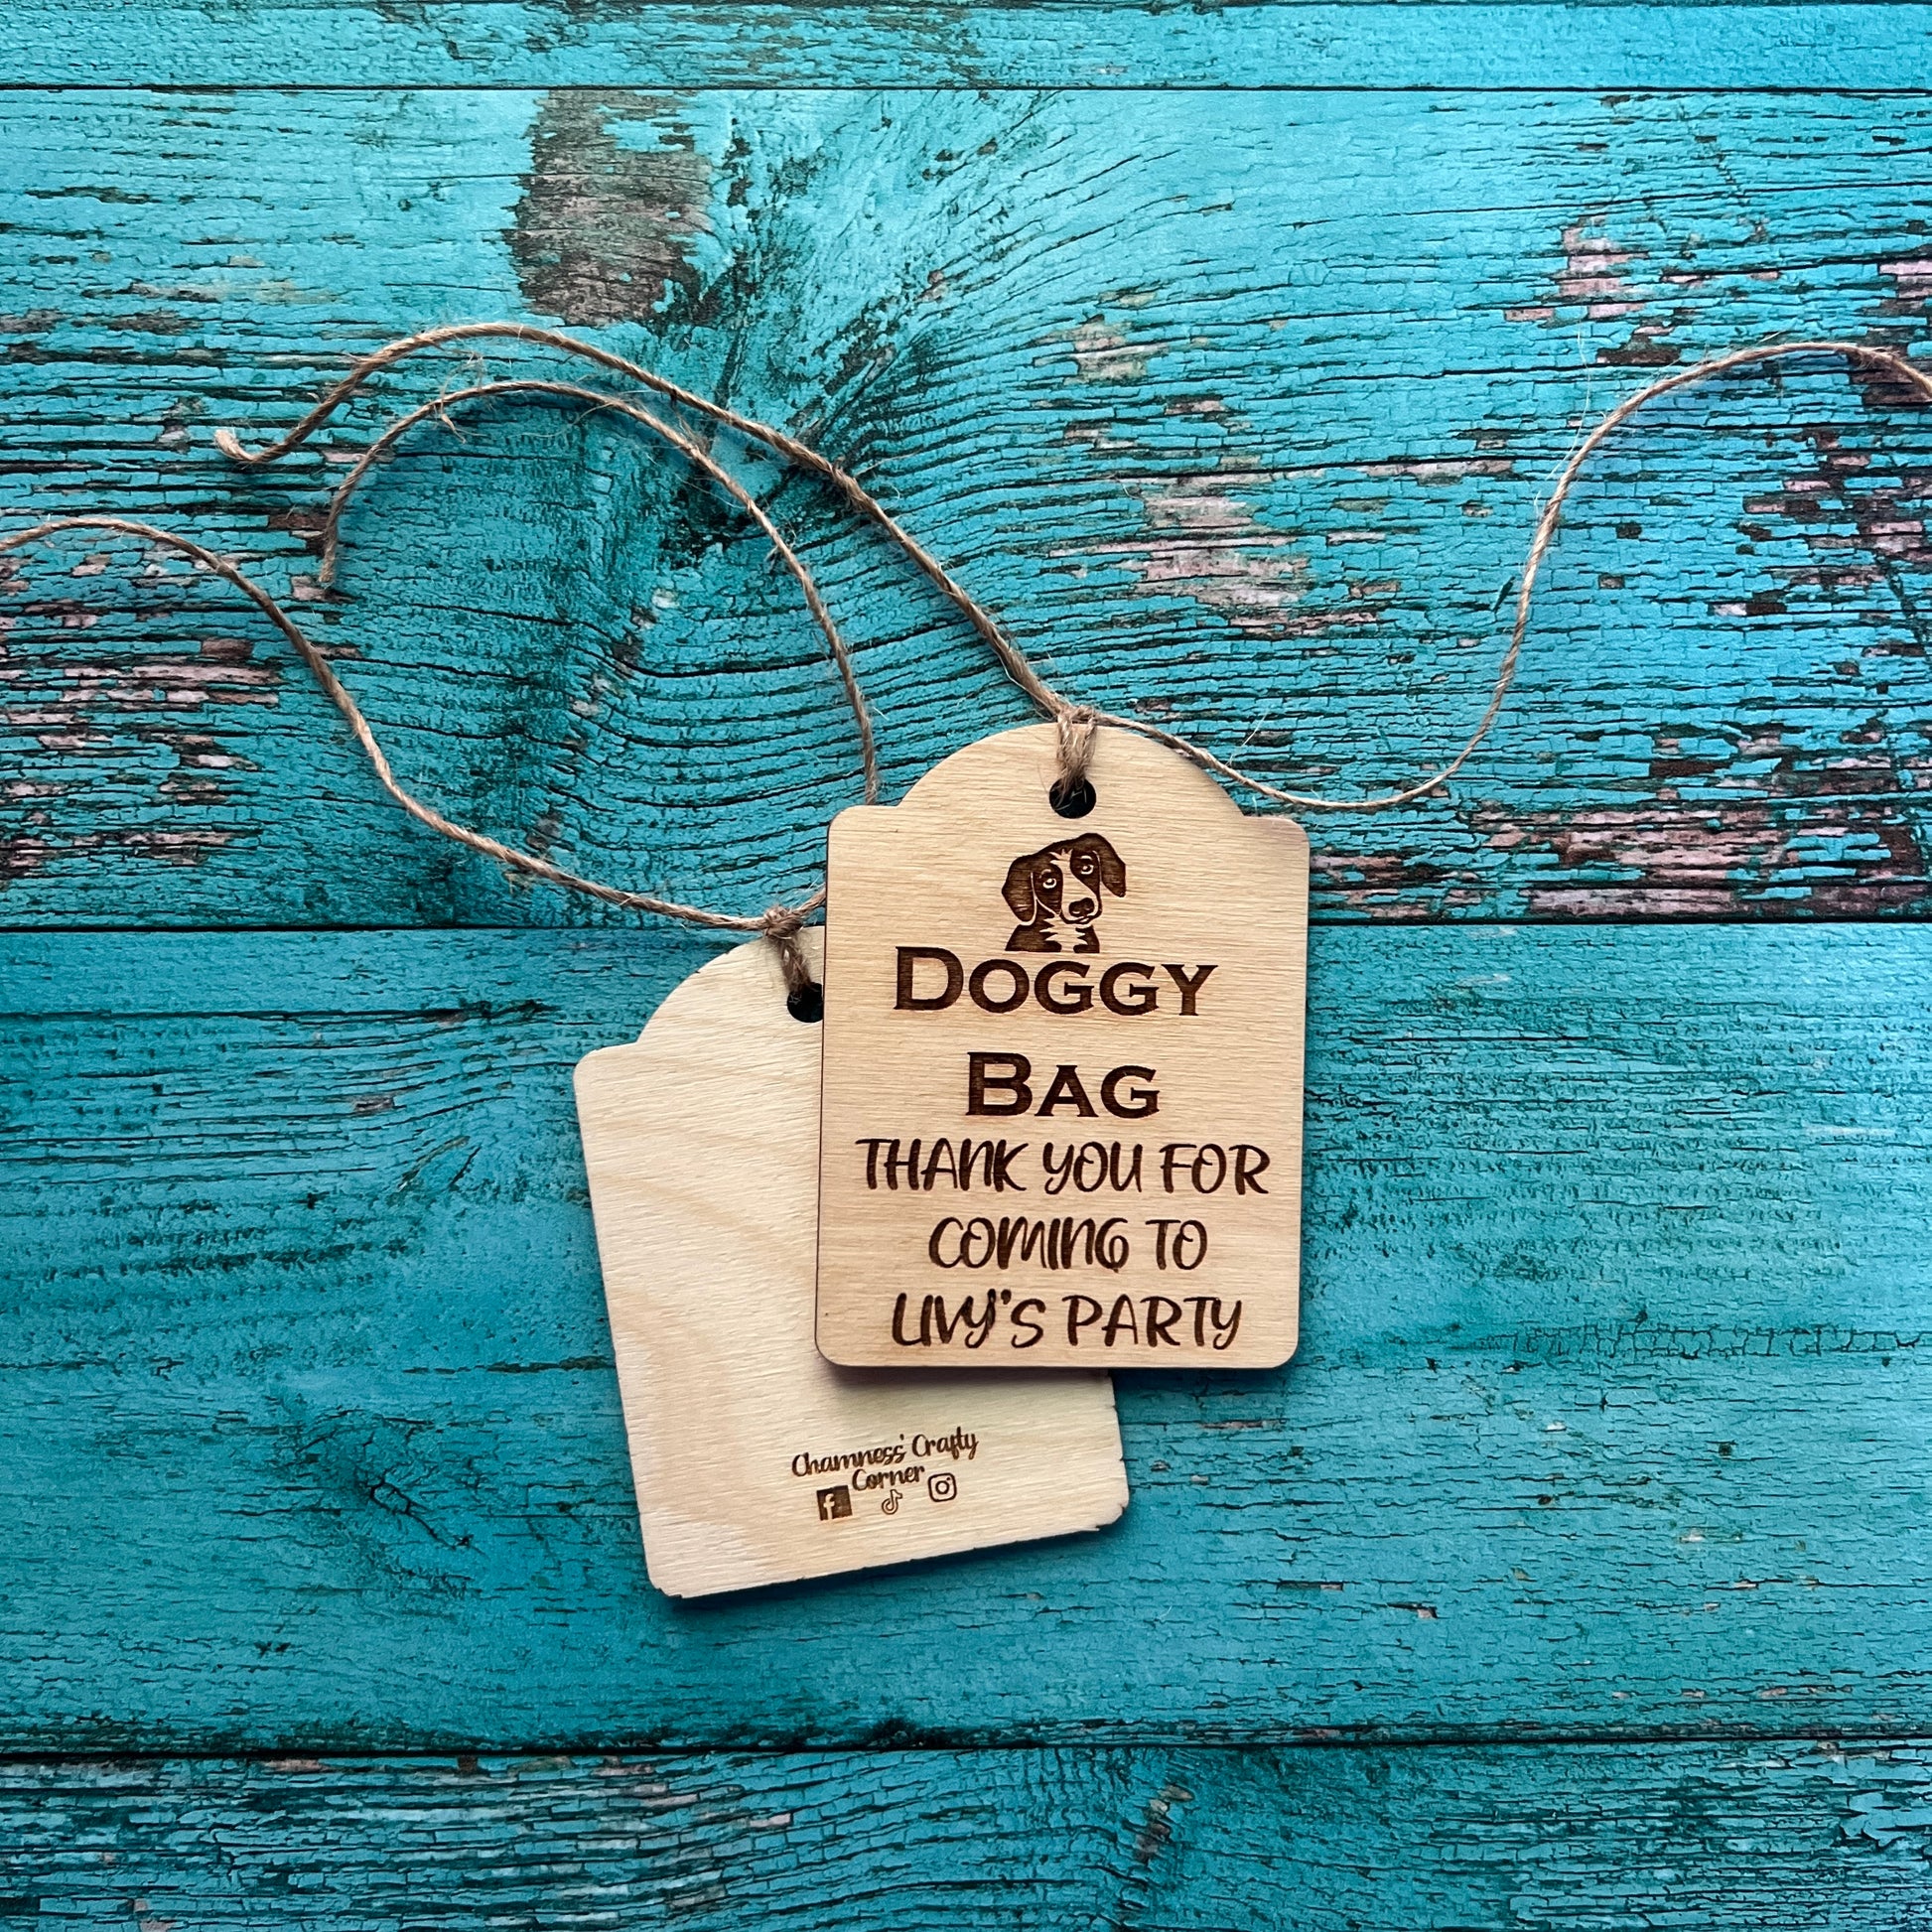 DOGGY
BAG
THANK YOU FOR
COMING TO
LIVY'S PARTY
Chamness' Crafty
Corner